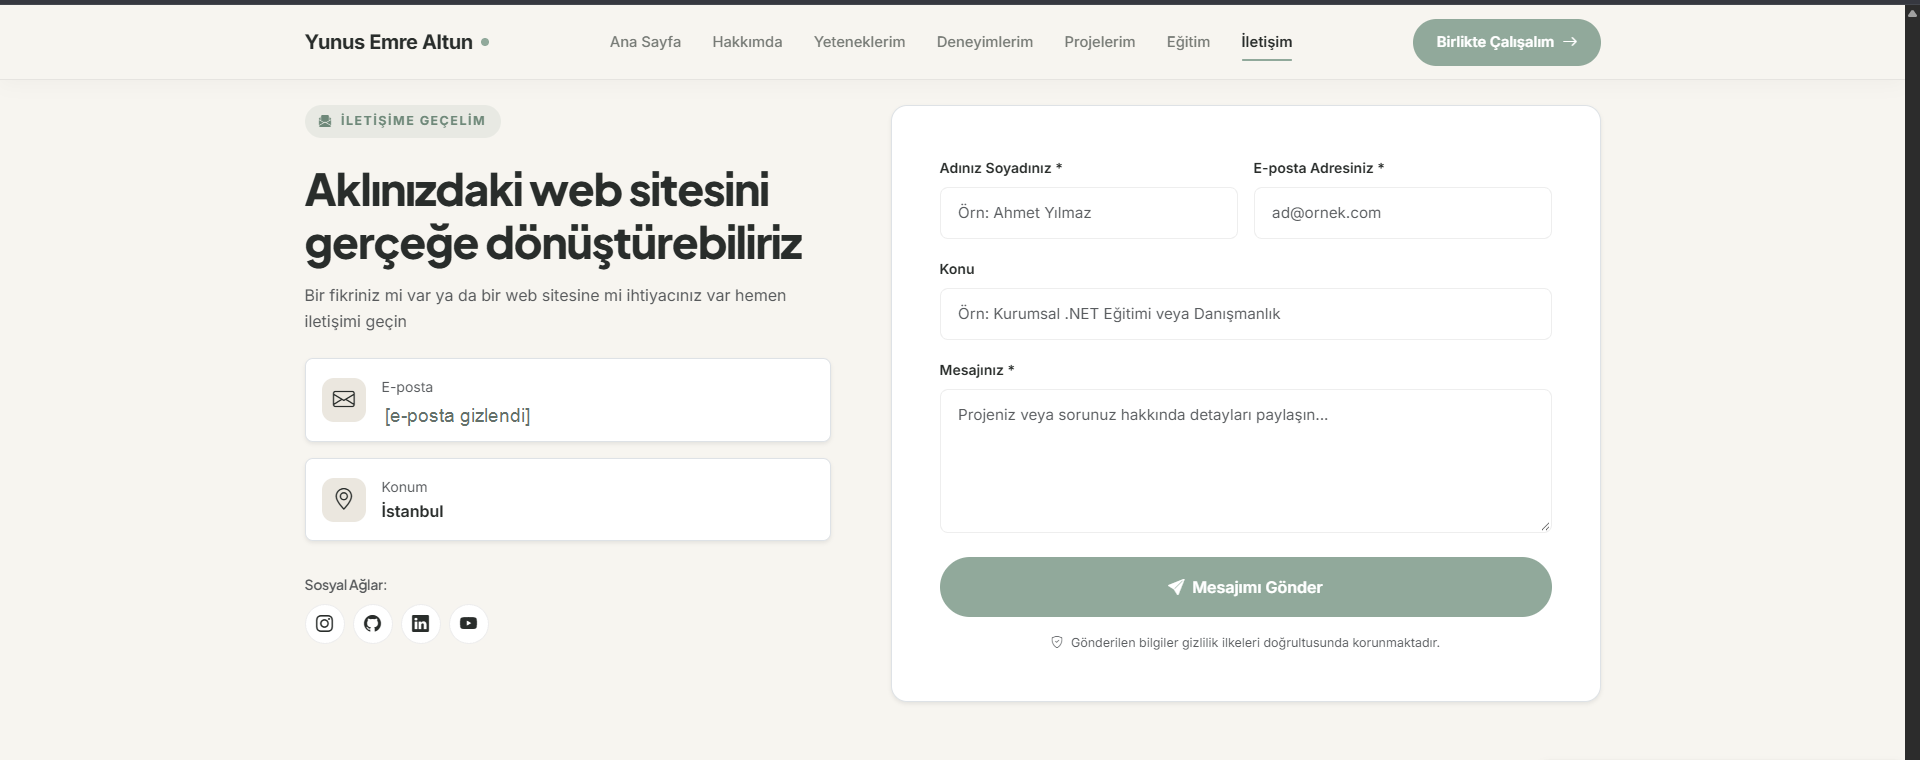 Yunus Emre Altun
Ana Sayfa
Hakkımda
Yeteneklerim
Deneyimlerim
Projelerim
Eğitim
İletişim
Birlikte Çalışalım
İLETİŞİME GEÇELİM
Aklınızdaki web sitesini
gerçeğe dönüştürebiliriz
Bir fikriniz mi var ya da bir web sitesine mi ihtiyacınız var hemen
iletişimi geçin
E-posta
[e-posta gizlendi]
Konum
İstanbul
Sosyal Ağlar:
Adınız Soyadınız *
Örn: Ahmet Yılmaz
E-posta Adresiniz *
ad@ornek.com
Konu
Örn: Kurumsal .NET Eğitimi veya Danışmanlık
Mesajınız *
Projeniz veya sorunuz hakkında detayları paylaşın...
Mesajımı Gönder
Gönderilen bilgiler gizlilik ilkeleri doğrultusunda korunmaktadır.